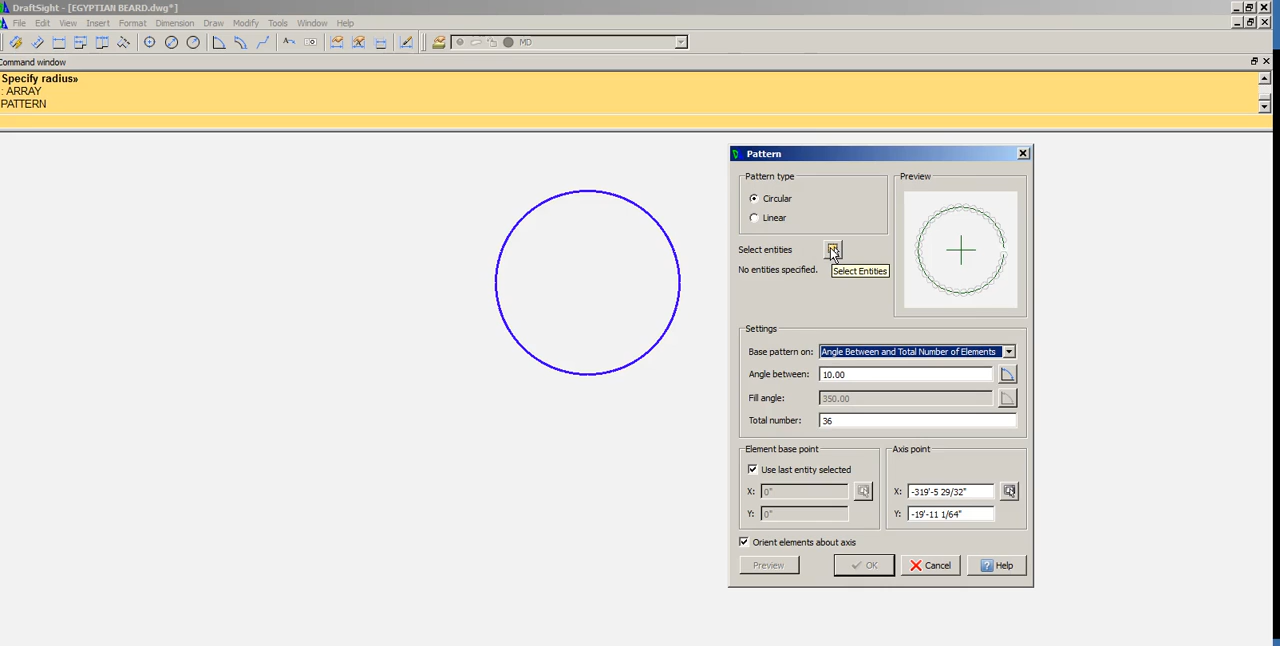 DraftSight - [EGYPTIAN BEARD.dwg*]
File Edit View Insert Format Dimension Draw Modify Tools Window Help
MD
Command window
Specify radius»
: ARRAY
PATTERN
Pattern
Pattern type
Circular
Linear
Preview
Select entities
No entities specified.
Select Entities
Settings
Base pattern on: Angle Between and Total Number of Elements
Angle between: 10.00
Fill angle: 350.00
Total number: 36
Element base point
Use last entity selected
X: 0"
Y: 0"
Axis point
X: -319'-5 29/32"
Y: -19'-11 1/64"
Orient elements about axis
Preview OK Cancel Help